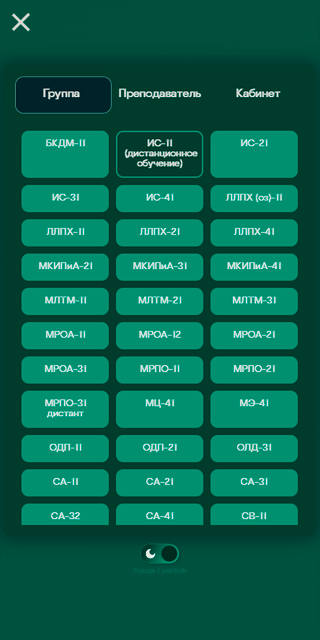 Группа Преподаватель Кабинет
БКДМ-11 ИС-11 ИС-21
(дистанционное
обучение)
ИС-31 ИС-41 ЛЛПХ (оз)-11
ЛЛПХ-11 ЛЛПХ-21 ЛЛПХ-41
МКИПиА-21 МКИПиА-31 МКИПиА-41
МЛТМ-11 МЛТМ-21 МЛТМ-31
МРОА-11 МРОА-12 МРОА-21
МРОА-31 МРПО-11 МРПО-21
МРПО-31 МЦ-41 МЭ-41
дистант
ОДП-11 ОДП-21 ОЛД-31
СА-11 СА-21 СА-31
СА-32 СА-41 СВ-11